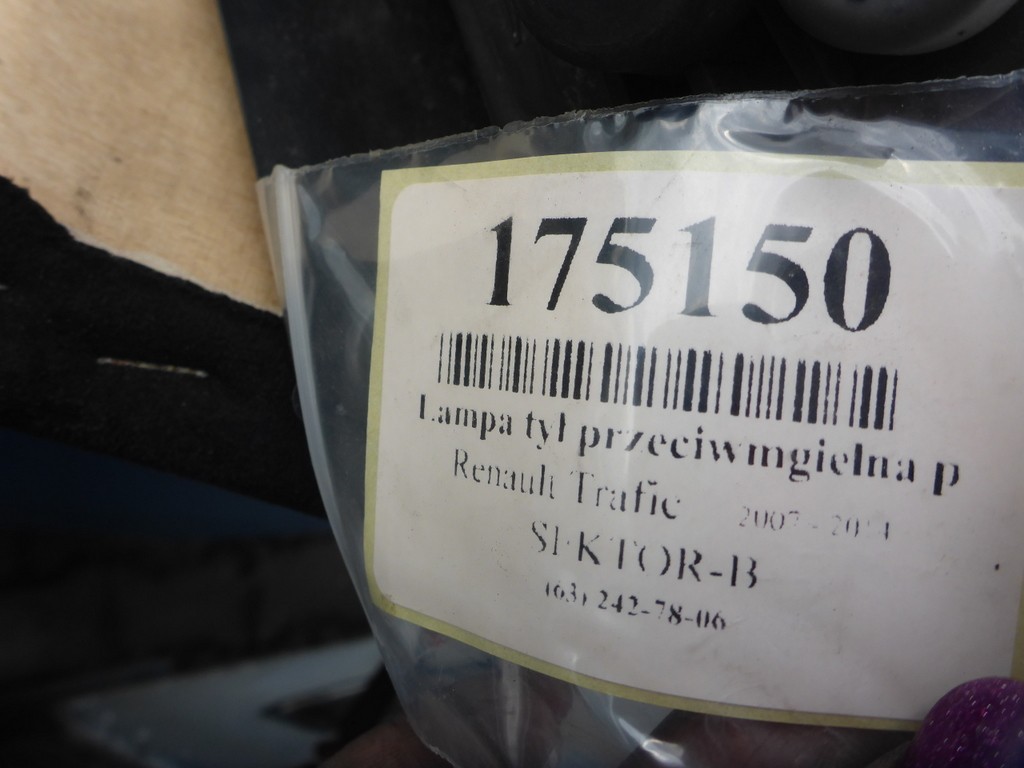 175150
Lampa tył przeciwmgielna p
Renault Trafic 2007 - 2014
SEKTOR-B
(63) 242-78-06